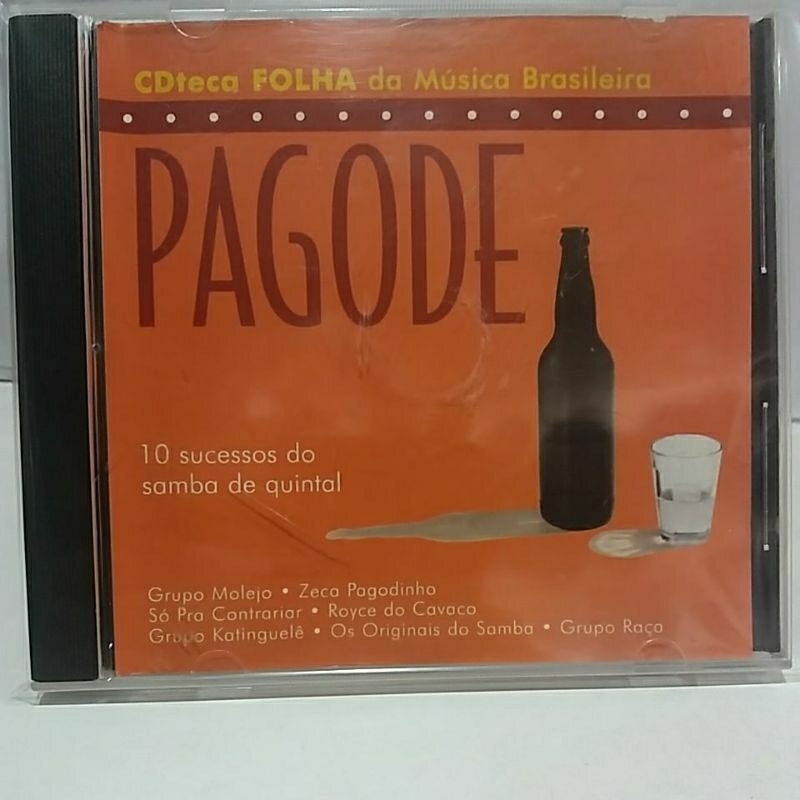 CDteca FOLHA da Música Brasileira
PAGODE
10 sucessos do
samba de quintal
Grupo Molejo • Zeca Pagodinho
Só Pra Contrariar • Royce do Cavaco
Grupo Katinguelê • Os Originais do Samba • Grupo Raça